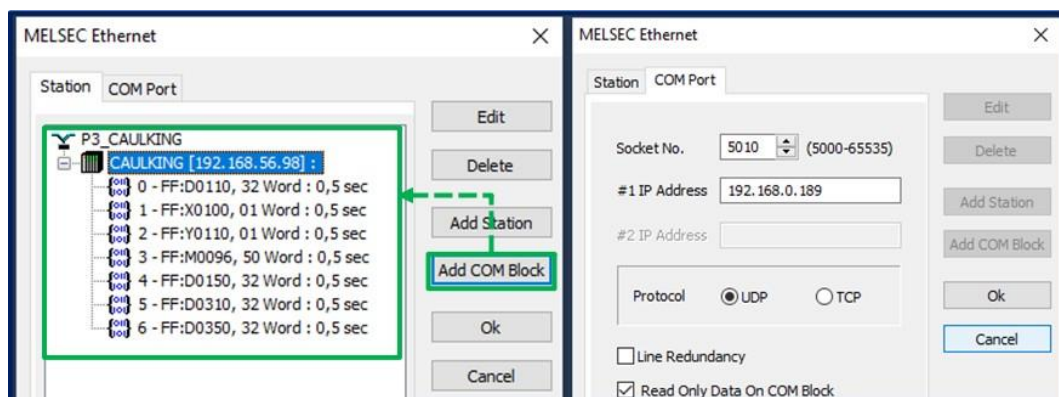 MELSEC Ethernet
Station COM Port
P3_CAULKING
CAULKING [192.168.56.98] :
0 - FF:D0110, 32 Word : 0,5 sec
1 - FF:X0100, 01 Word : 0,5 sec
2 - FF:Y0110, 01 Word : 0,5 sec
3 - FF:M0096, 50 Word : 0,5 sec
4 - FF:D0150, 32 Word : 0,5 sec
5 - FF:D0310, 32 Word : 0,5 sec
6 - FF:D0350, 32 Word : 0,5 sec
Edit
Delete
Add Station
Add COM Block
Ok
Cancel
MELSEC Ethernet
Station COM Port
Socket No. 5010 (5000-65535)
#1 IP Address 192.168.0.189
#2 IP Address
Protocol UDP TCP
Line Redundancy
Read Only Data On COM Block
Edit
Delete
Add Station
Add COM Block
Ok
Cancel